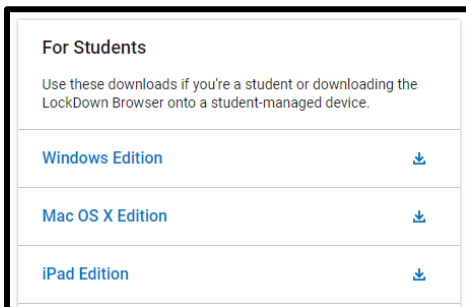 For Students
Use these downloads if you're a student or downloading the
LockDown Browser onto a student-managed device.
Windows Edition
Mac OS X Edition
iPad Edition